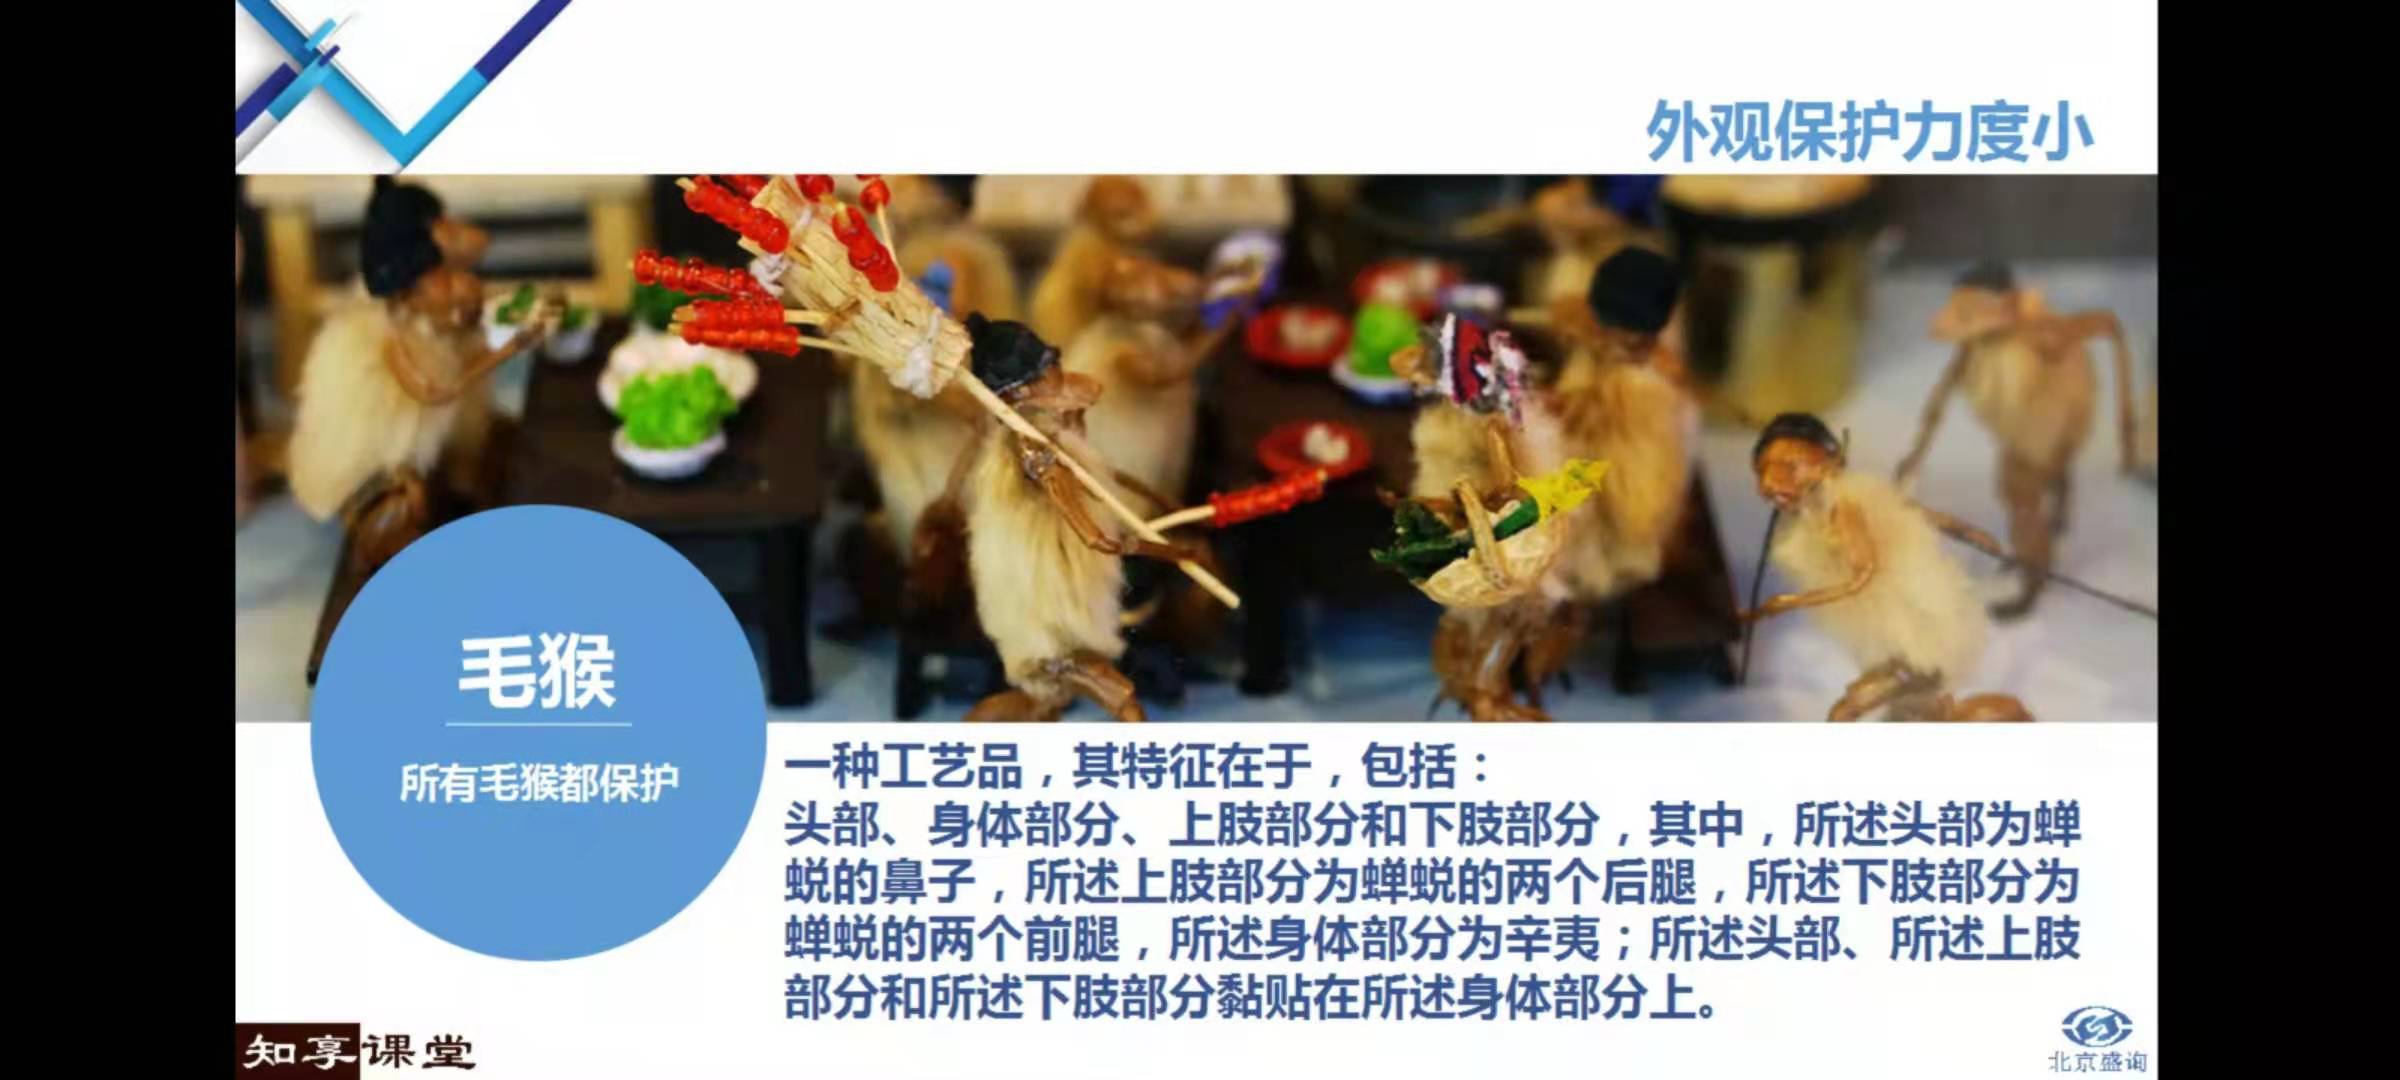 外观保护力度小
毛猴
所有毛猴都保护
一种工艺品，其特征在于，包括：
头部、身体部分、上肢部分和下肢部分，其中，所述头部为蝉
蜕的鼻子，所述上肢部分为蝉蜕的两个后腿，所述下肢部分为
蝉蜕的两个前腿，所述身体部分为辛夷；所述头部、所述上肢
部分和所述下肢部分黏贴在所述身体部分上。
知享课堂
北京盛询